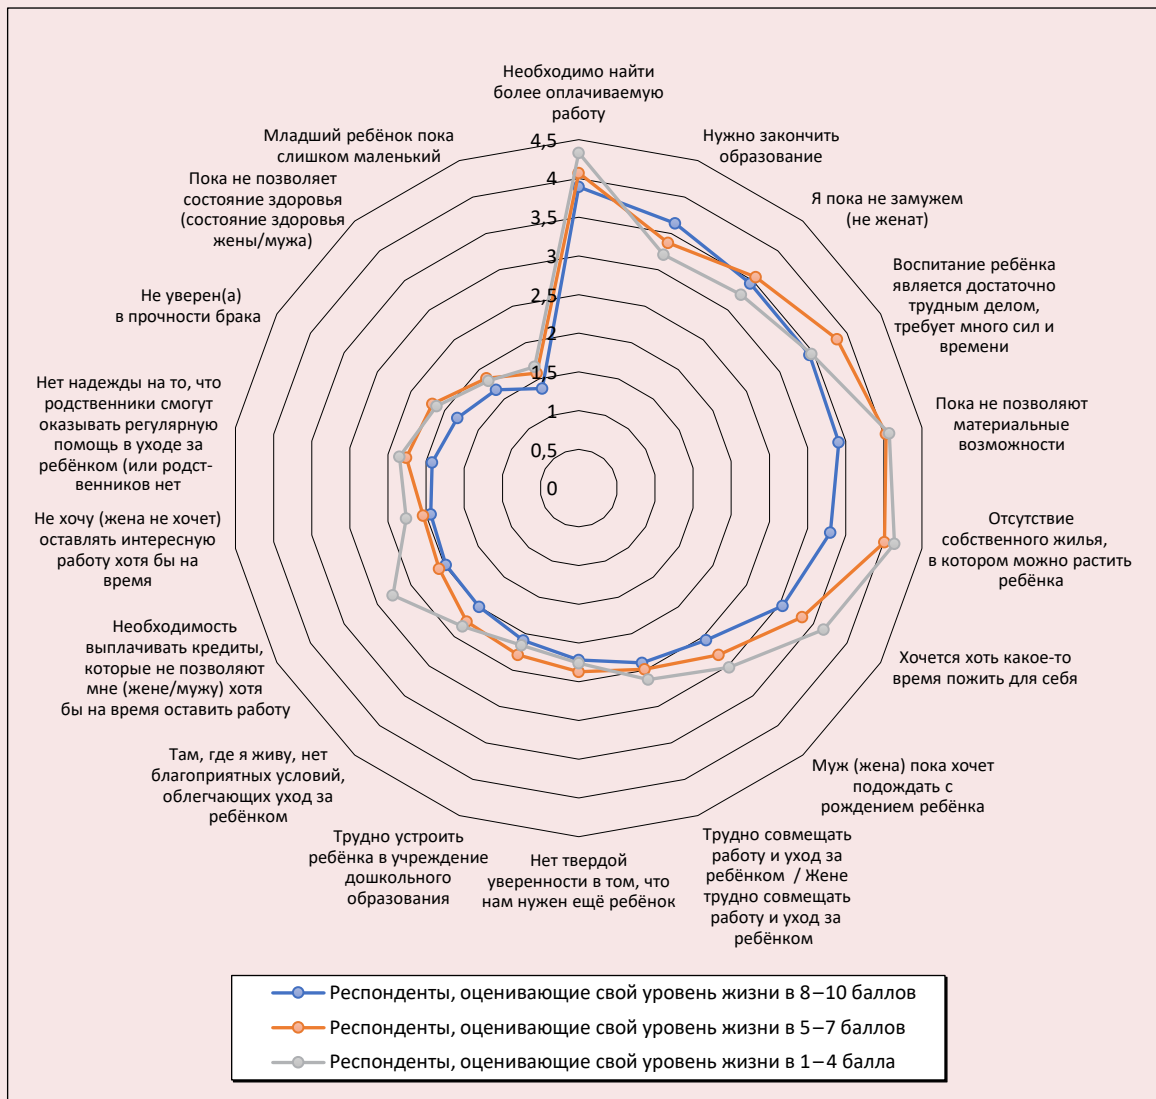 Необходимо найти
более оплачиваемую
работу
Нужно закончить
образование
Я пока не замужем
(не женат)
Воспитание ребёнка
является достаточно
трудным делом,
требует много сил и
времени
Пока не позволяют
материальные
возможности
Отсутствие
собственного жилья,
в котором можно растить
ребёнка
Хочется хоть какое-то
время пожить для себя
Муж (жена) пока хочет
подождать с
рождением ребёнка
Трудно совмещать
работу и уход за
ребёнком / Жене
трудно совмещать
работу и уход за
ребёнком
Нет твердой
уверенности в том, что
нам нужен ещё ребёнок
Трудно устроить
ребёнка в учреждение
дошкольного
образования
Там, где я живу, нет
благоприятных условий,
облегчающих уход за
ребёнком
Необходимость
выплачивать кредиты,
которые не позволяют
мне (жене/мужу) хотя
бы на время оставить работу
Не хочу (жена не хочет)
оставлять интересную
работу хотя бы на
время
Нет надежды на то, что
родственники смогут
оказывать регулярную
помощь в уходе за
ребёнком (или родст-
венников нет
Не уверен(а)
в прочности брака
Пока не позволяет
состояние здоровья
(состояние здоровья
жены/мужа)
Младший ребёнок пока
слишком маленький
4,5
4
3,5
3
2,5
2
1,5
1
0,5
0
Респонденты, оценивающие свой уровень жизни в 8–10 баллов
Респонденты, оценивающие свой уровень жизни в 5–7 баллов
Респонденты, оценивающие свой уровень жизни в 1–4 балла